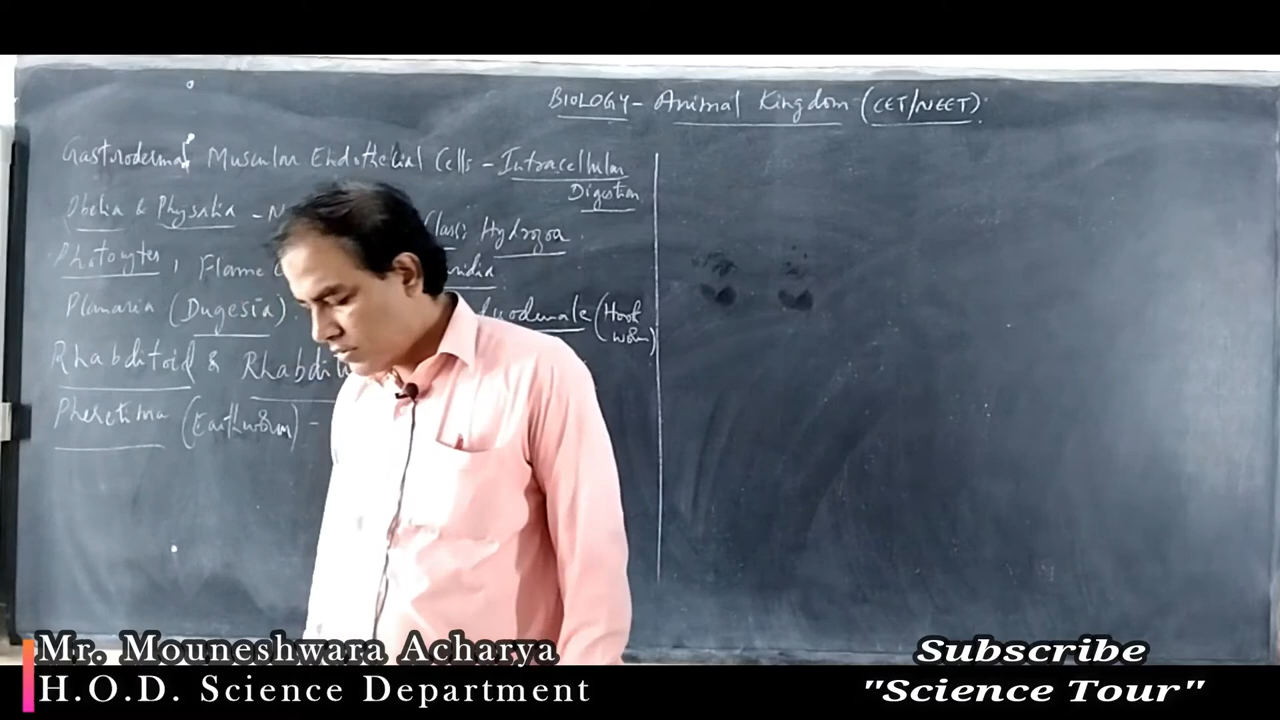 BIOLOGY - Animal Kingdom (CET/NEET)
Gastrodermal Muscular Endothelial Cells - Intracellular
Digestion
Obelia & Physalia - Class: Hydrozoa
Photocytes, Flame
Planaria (Dugesia) (Hook
worm)
Rhabditoid &
Pheretima (Earthworm) -
Mr. Mouneshwara Acharya
H.O.D. Science Department
Subscribe
"Science Tour"